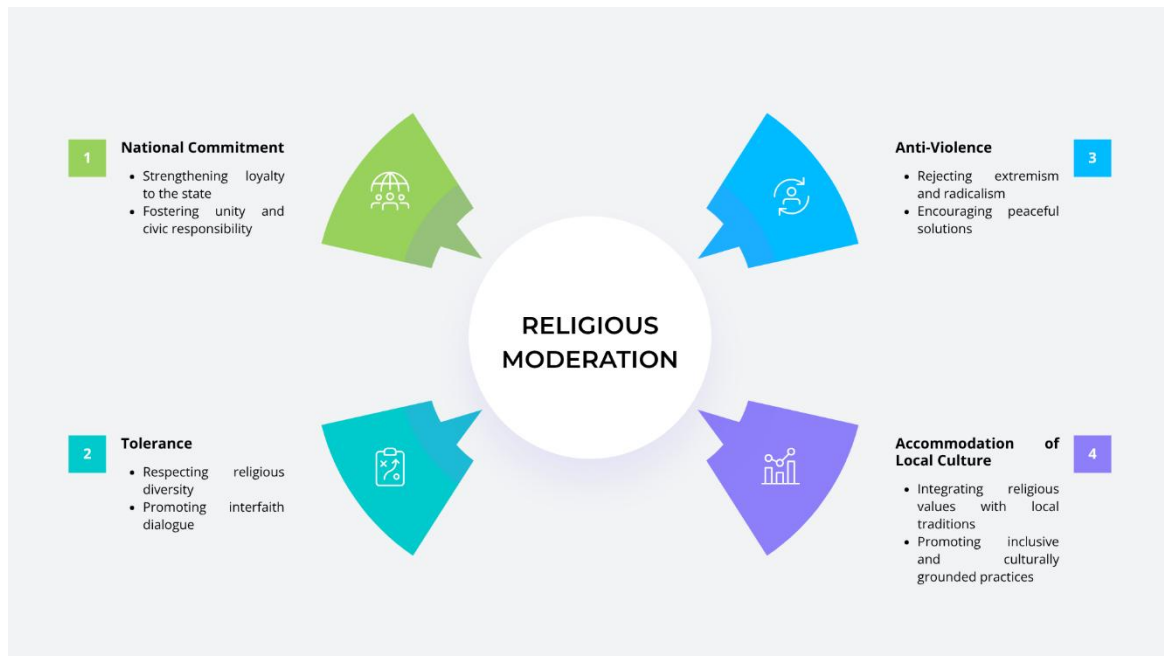 1
National Commitment
• Strengthening loyalty
to the state
• Fostering unity and
civic responsibility
2
Tolerance
• Respecting religious
diversity
• Promoting interfaith
dialogue
RELIGIOUS
MODERATION
Anti-Violence
3
• Rejecting extremism
and radicalism
• Encouraging peaceful
solutions
Accommodation of
Local Culture
4
• Integrating religious
values with local
traditions
• Promoting inclusive
and culturally
grounded practices